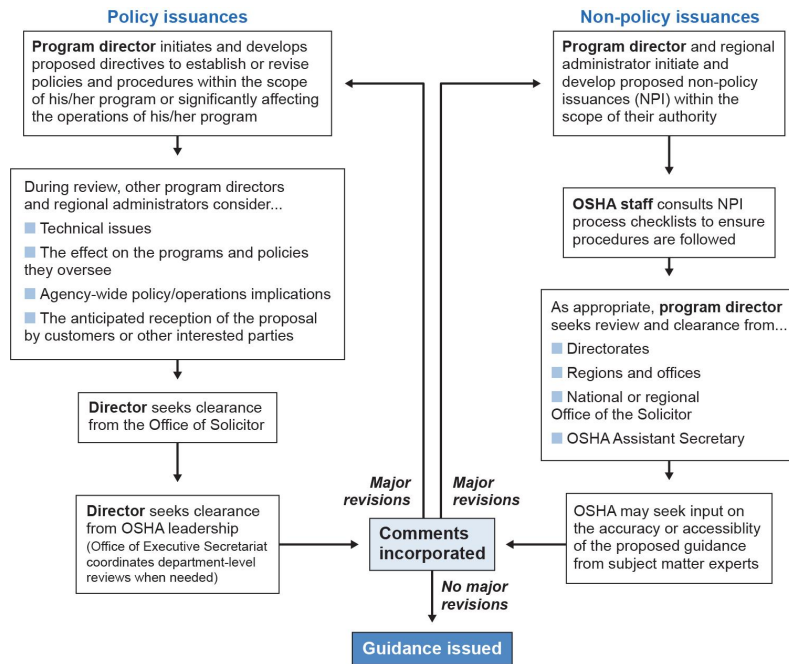 Policy issuances
Program director initiates and develops
proposed directives to establish or revise
policies and procedures within the scope
of his/her program or significantly affecting
the operations of his/her program
During review, other program directors
and regional administrators consider...
Technical issues
The effect on the programs and policies
they oversee
Agency-wide policy/operations implications
The anticipated reception of the proposal
by customers or other interested parties
Director seeks clearance
from the Office of Solicitor
Director seeks clearance
from OSHA leadership
(Office of Executive Secretariat
coordinates department-level
reviews when needed)
Non-policy issuances
Program director and regional
administrator initiate and
develop proposed non-policy
issuances (NPI) within the
scope of their authority
OSHA staff consults NPI
process checklists to ensure
procedures are followed
As appropriate, program director
seeks review and clearance from...
Directorates
Regions and offices
National or regional
Office of the Solicitor
OSHA Assistant Secretary
OSHA may seek input on
the accuracy or accessiblity
of the proposed guidance
from subject matter experts
Major
revisions
Major
revisions
Comments
incorporated
No major
revisions
Guidance issued